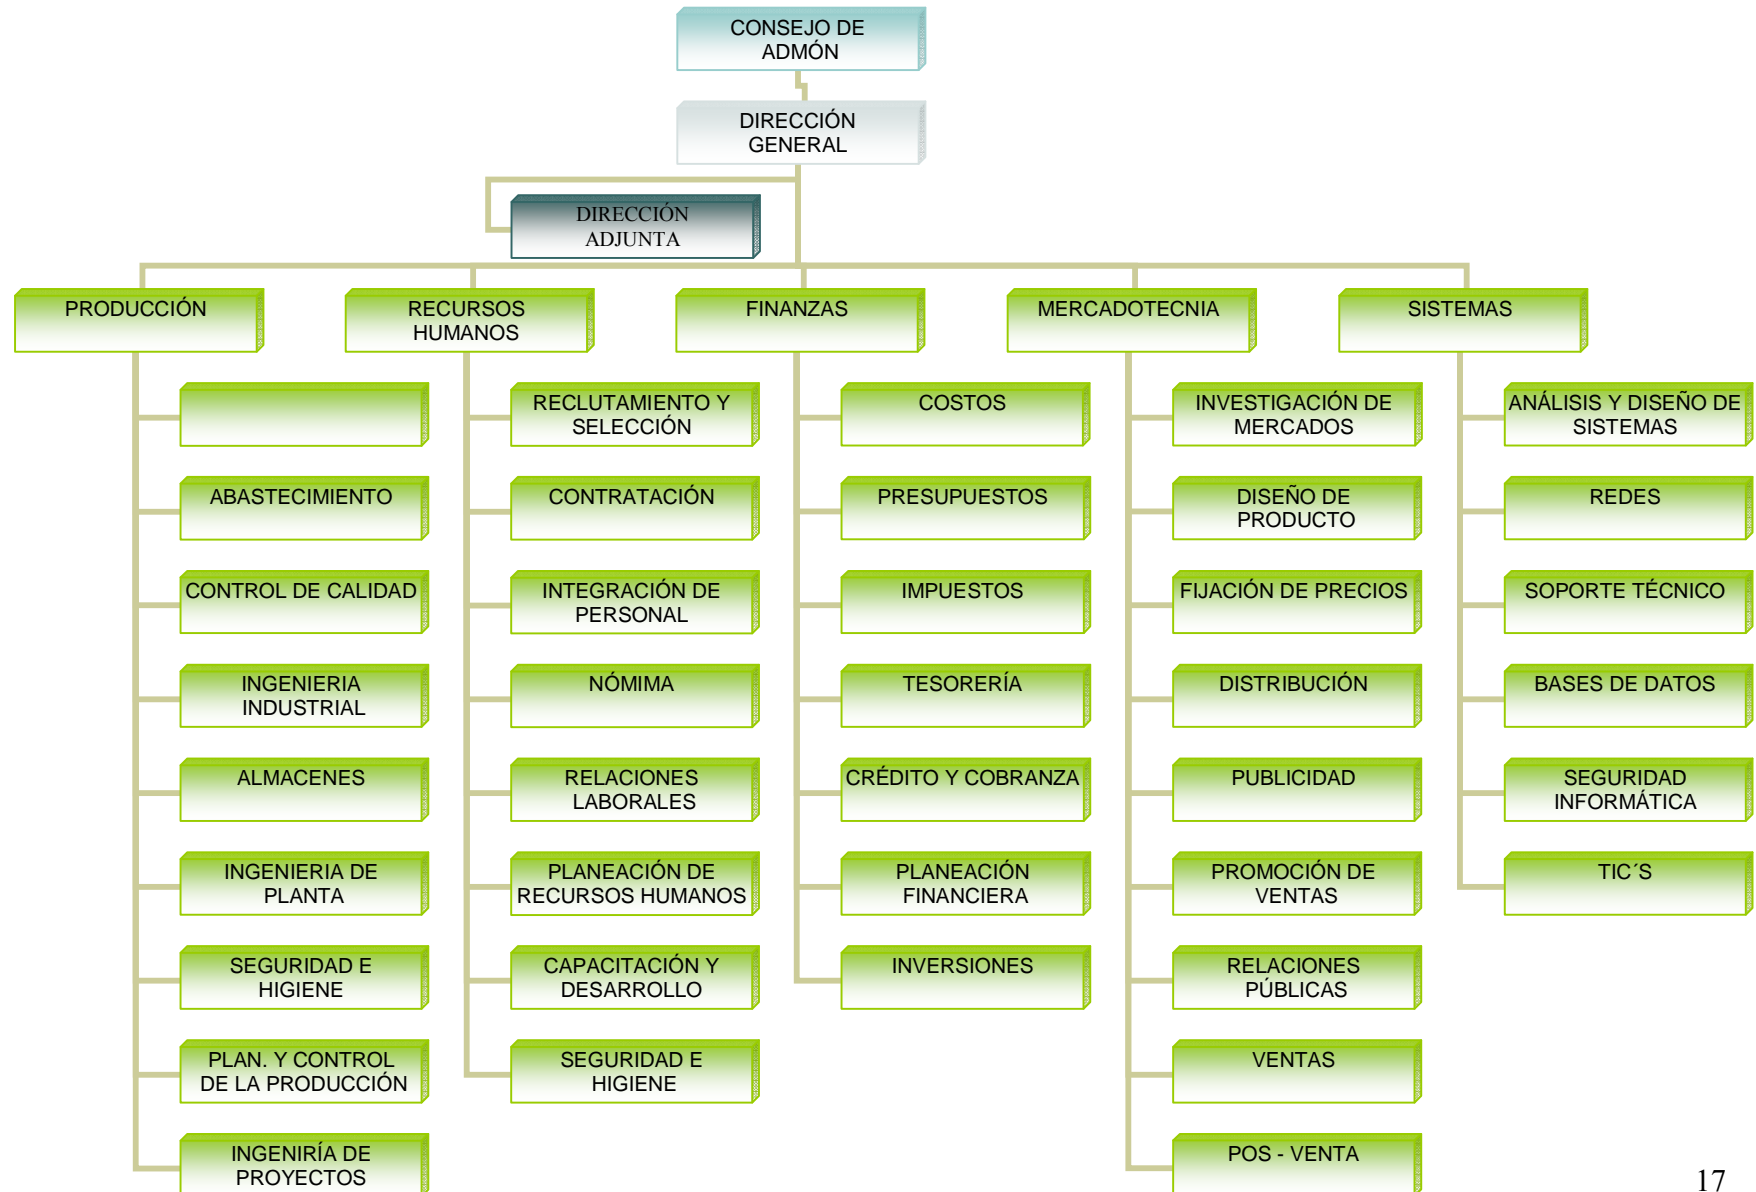 CONSEJO DE
ADMÓN
DIRECCIÓN
GENERAL
DIRECCIÓN
ADJUNTA
PRODUCCIÓN
ABASTECIMIENTO
CONTROL DE CALIDAD
INGENIERIA
INDUSTRIAL
ALMACENES
INGENIERIA DE
PLANTA
SEGURIDAD E
HIGIENE
PLAN. Y CONTROL
DE LA PRODUCCIÓN
INGENIRÍA DE
PROYECTOS
RECURSOS
HUMANOS
RECLUTAMIENTO Y
SELECCIÓN
CONTRATACIÓN
INTEGRACIÓN DE
PERSONAL
NÓMIMA
RELACIONES
LABORALES
PLANEACIÓN DE
RECURSOS HUMANOS
CAPACITACIÓN Y
DESARROLLO
SEGURIDAD E
HIGIENE
FINANZAS
COSTOS
PRESUPUESTOS
IMPUESTOS
TESORERÍA
CRÉDITO Y COBRANZA
PLANEACIÓN
FINANCIERA
INVERSIONES
MERCADOTECNIA
INVESTIGACIÓN DE
MERCADOS
DISEÑO DE
PRODUCTO
FIJACIÓN DE PRECIOS
DISTRIBUCIÓN
PUBLICIDAD
PROMOCIÓN DE
VENTAS
RELACIONES
PÚBLICAS
VENTAS
POS - VENTA
SISTEMAS
ANÁLISIS Y DISEÑO DE
SISTEMAS
REDES
SOPORTE TÉCNICO
BASES DE DATOS
SEGURIDAD
INFORMÁTICA
TIC´S
17